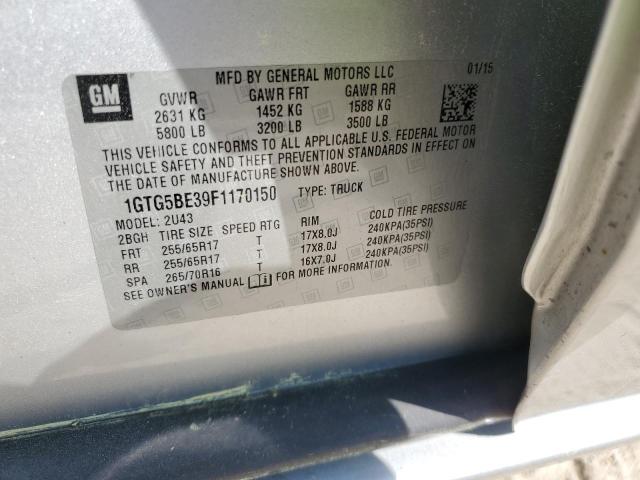 GM
MFD BY GENERAL MOTORS LLC 01/15
GVWR GAWR FRT GAWR RR
2631 KG 1452 KG 1588 KG
5800 LB 3200 LB 3500 LB
THIS VEHICLE CONFORMS TO ALL APPLICABLE U.S. FEDERAL MOTOR
VEHICLE SAFETY AND THEFT PREVENTION STANDARDS IN EFFECT ON
THE DATE OF MANUFACTURE SHOWN ABOVE.
1GTG5BE39F1170150 TYPE: TRUCK
MODEL: 2U43
2BGH TIRE SIZE SPEED RTG RIM COLD TIRE PRESSURE
FRT 255/65R17 T 17X8.0J 240KPA(35PSI)
RR 255/65R17 T 17X8.0J 240KPA(35PSI)
SPA 265/70R16 T 16X7.0J 240KPA(35PSI)
SEE OWNER'S MANUAL FOR MORE INFORMATION.